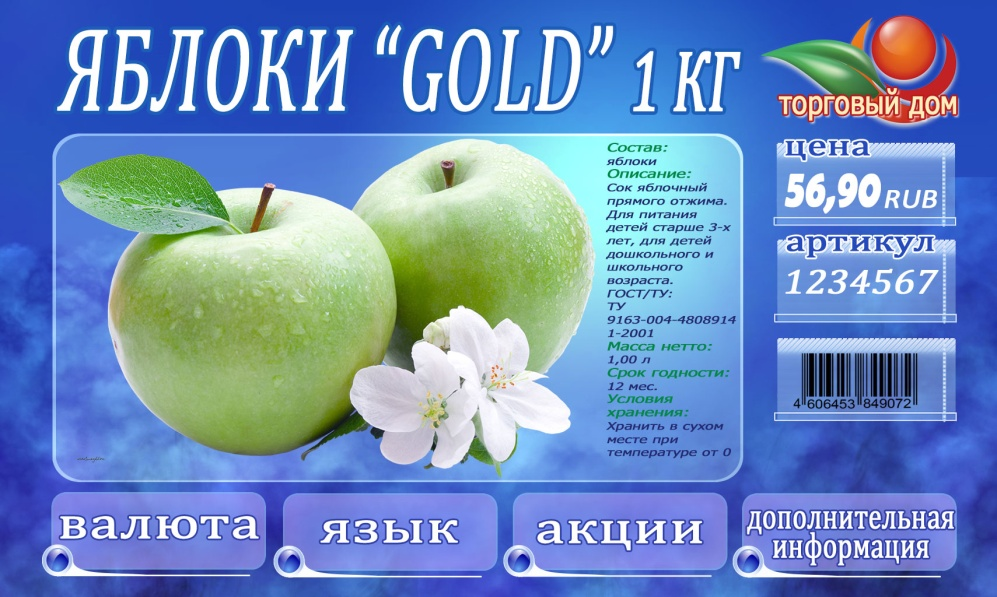 ЯБЛОКИ “GOLD” 1 КГ
ТОРГОВЫЙ ДОМ
Состав:
яблоки
Описание:
Сок яблочный
прямого отжима.
Для питания
детей старше 3-х
лет, для детей
дошкольного и
школьного
возраста.
ГОСТ/ТУ:
ТУ
9163-004-4808914
1-2001
Масса нетто:
1,00 л
Срок годности:
12 мес.
Условия
хранения:
Хранить в сухом
месте при
температуре от 0
цена
56,90 RUB
артикул
1234567
4 606453 849072
валюта
язык
акции
дополнительная
информация